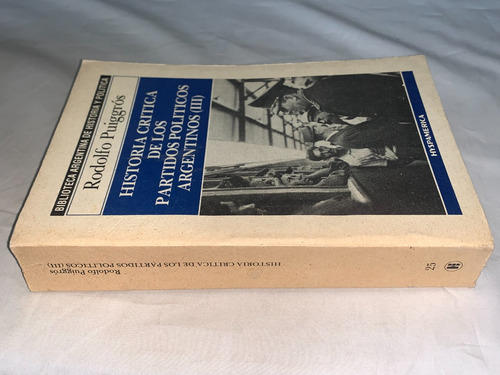 BIBLIOTECA ARGENTINA DE HISTORIA Y POLITICA
Rodolfo Puiggrós
HISTORIA CRITICA
DE LOS
PARTIDOS POLITICOS
ARGENTINOS (III)
HYSPAMERICA
Rodolfo Puiggrós
HISTORIA CRITICA DE LOS PARTIDOS POLITICOS (III)
25
H